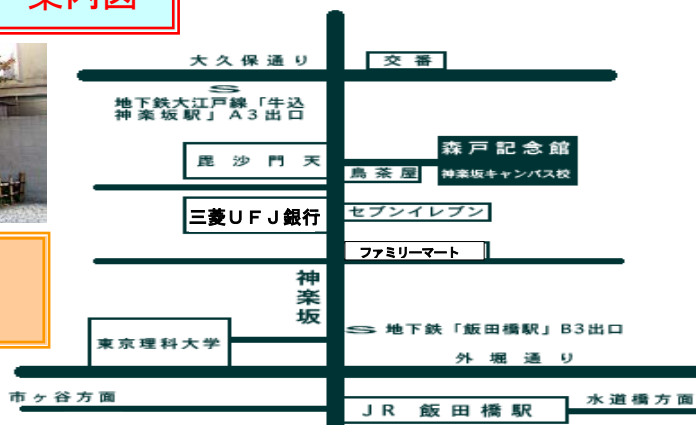 案内図
大久保通り
交番
地下鉄大江戸線「牛込
神楽坂駅」A3出口
毘沙門天
森戸記念館
神楽坂キャンパス校
鳥茶屋
三菱UFJ銀行
セブンイレブン
ファミリーマート
神楽坂
地下鉄「飯田橋駅」B3出口
東京理科大学
外堀通り
市ヶ谷方面
JR 飯田橋駅
水道橋方面